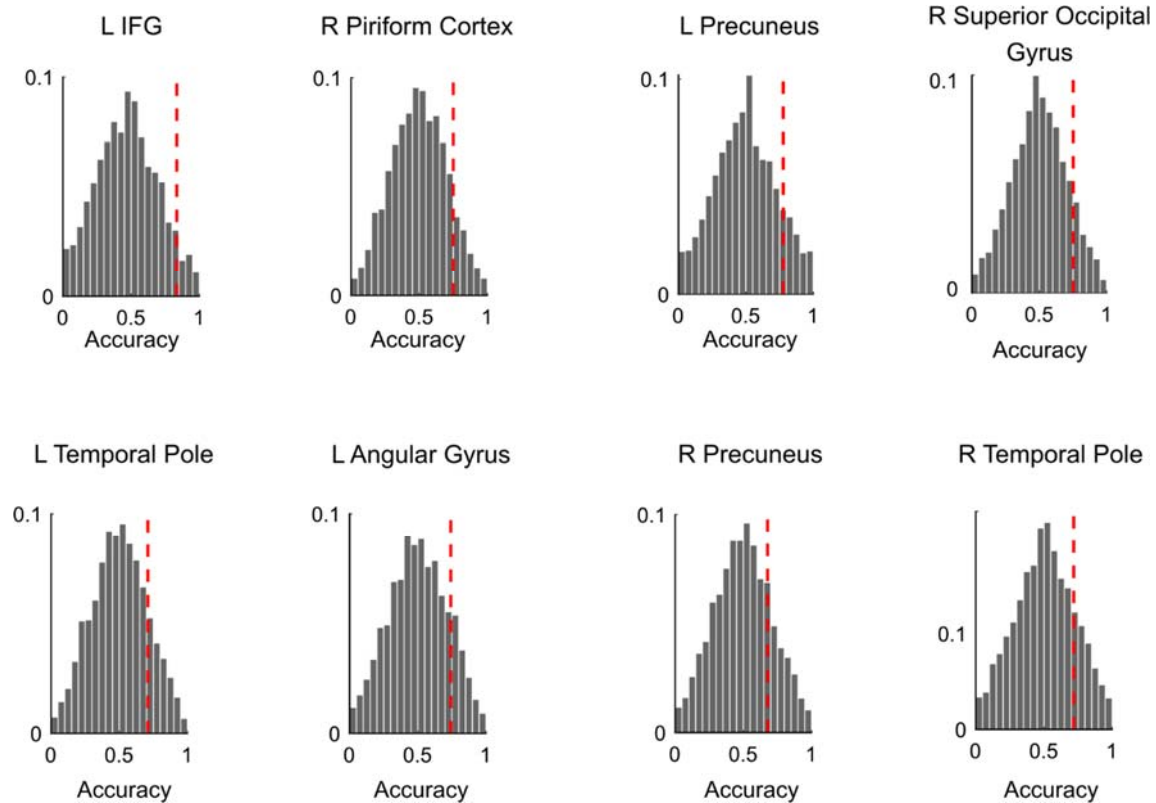 L IFG
0.1
0
0 0.5 1
Accuracy
R Piriform Cortex
0.1
0
0 0.5 1
Accuracy
L Precuneus
0.1
0
0 0.5 1
Accuracy
R Superior Occipital
Gyrus
0.1
0
0 0.5 1
Accuracy
L Temporal Pole
0.1
0
0 0.5 1
Accuracy
L Angular Gyrus
0.1
0
0 0.5 1
Accuracy
R Precuneus
0.1
0
0 0.5 1
Accuracy
R Temporal Pole
0.1
0
0 0.5 1
Accuracy